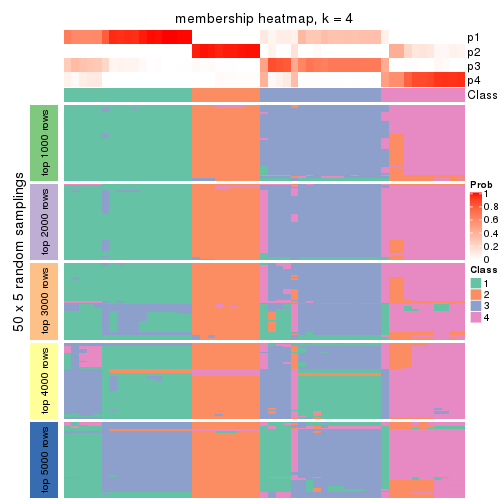 membership heatmap, k = 4
p1
p2
p3
p4
Class
50 x 5 random samplings
top 1000 rows
top 2000 rows
top 3000 rows
top 4000 rows
top 5000 rows
Prob
1
0.8
0.6
0.4
0.2
0
Class
1
2
3
4